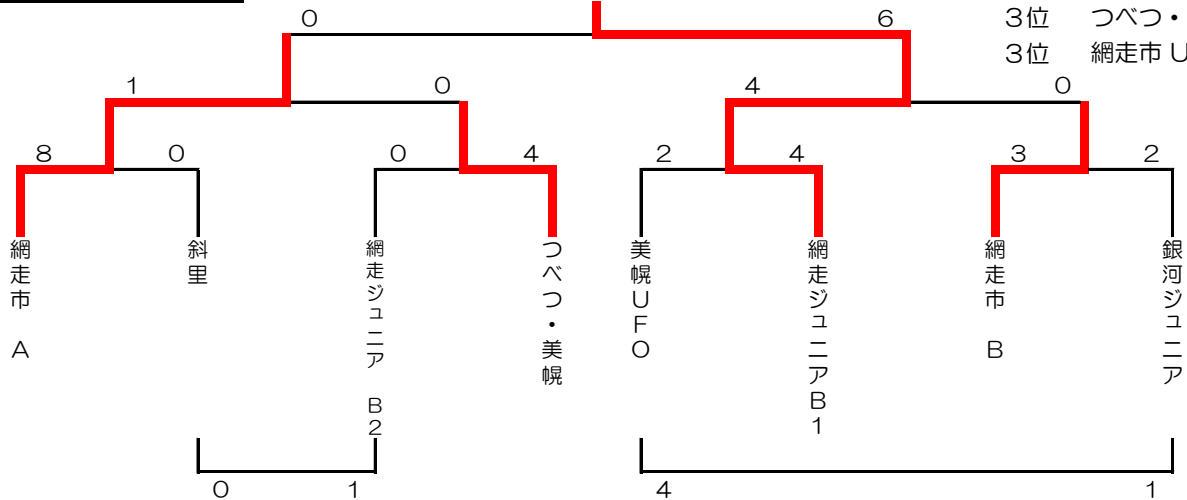 0 6 3位 つべつ・
3位 網走市 U
1 0 4 0
8 0 0 4 2 4 3 2
網走市 A
斜里
網走ジュニア B2
つべつ・美幌
美幌UFO
網走ジュニアB1
網走市 B
銀河ジュニア
0 1 4 1